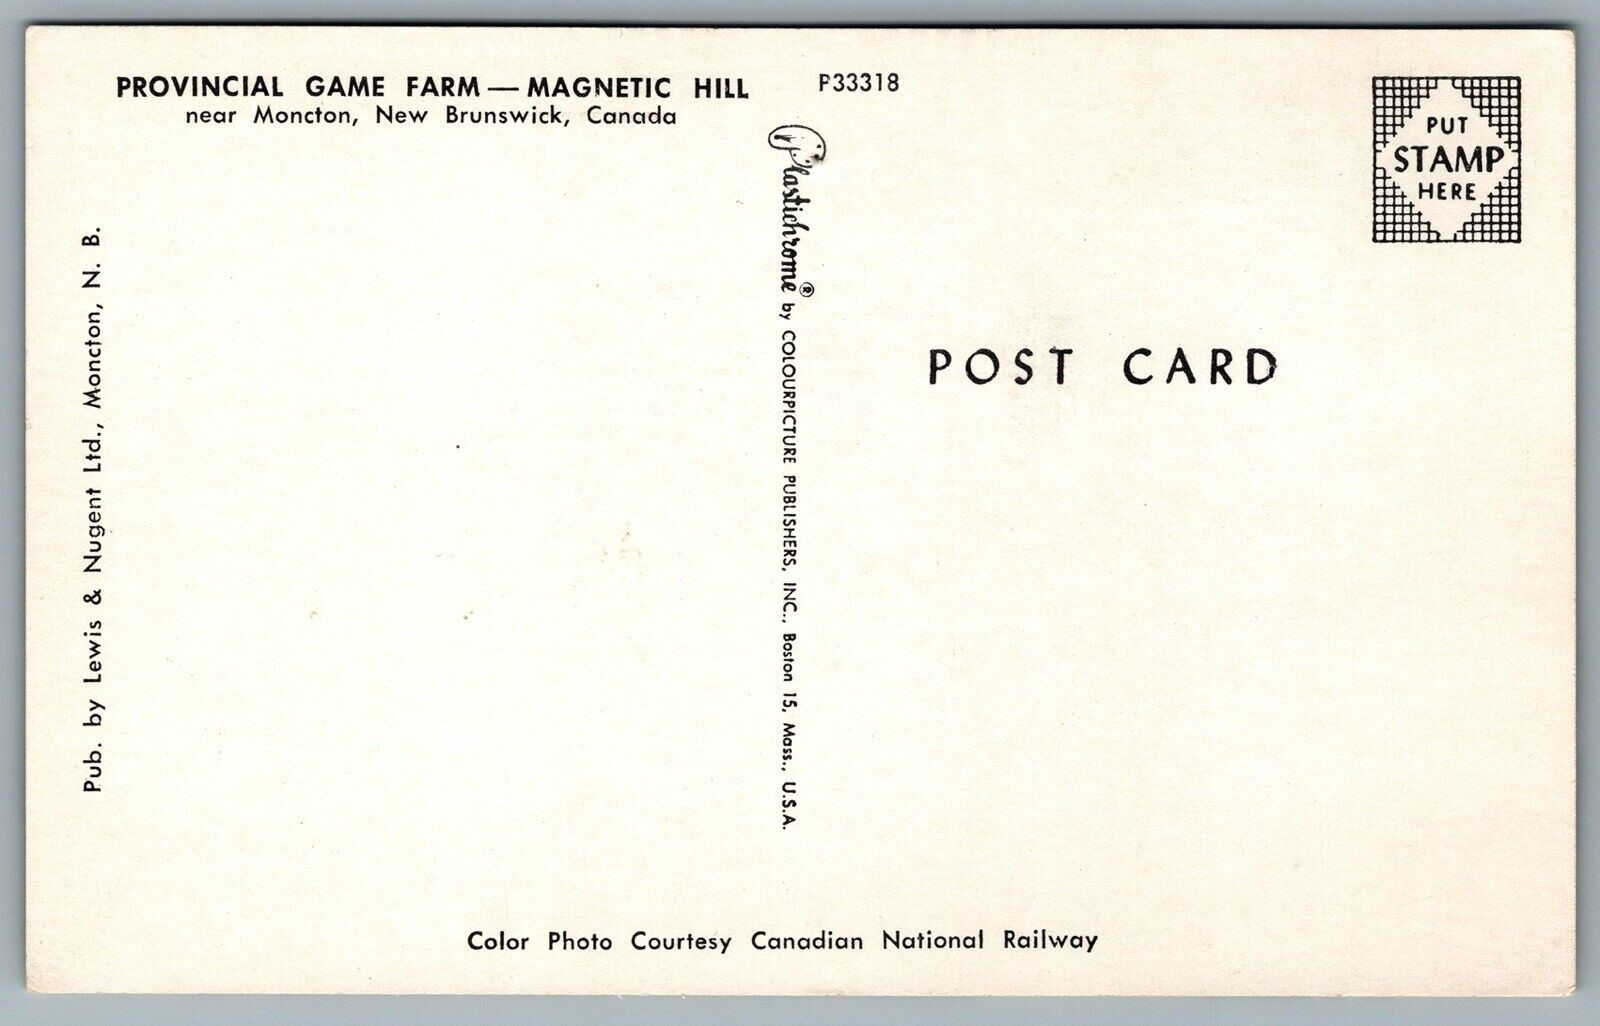 PROVINCIAL GAME FARM — MAGNETIC HILL
near Moncton, New Brunswick, Canada
P33318
PUT
STAMP
HERE
Pub. by Lewis & Nugent Ltd., Moncton, N. B.
Plastichrome® by COLOURPICTURE PUBLISHERS, INC., Boston 15, Mass., U.S.A.
POST CARD
Color Photo Courtesy Canadian National Railway